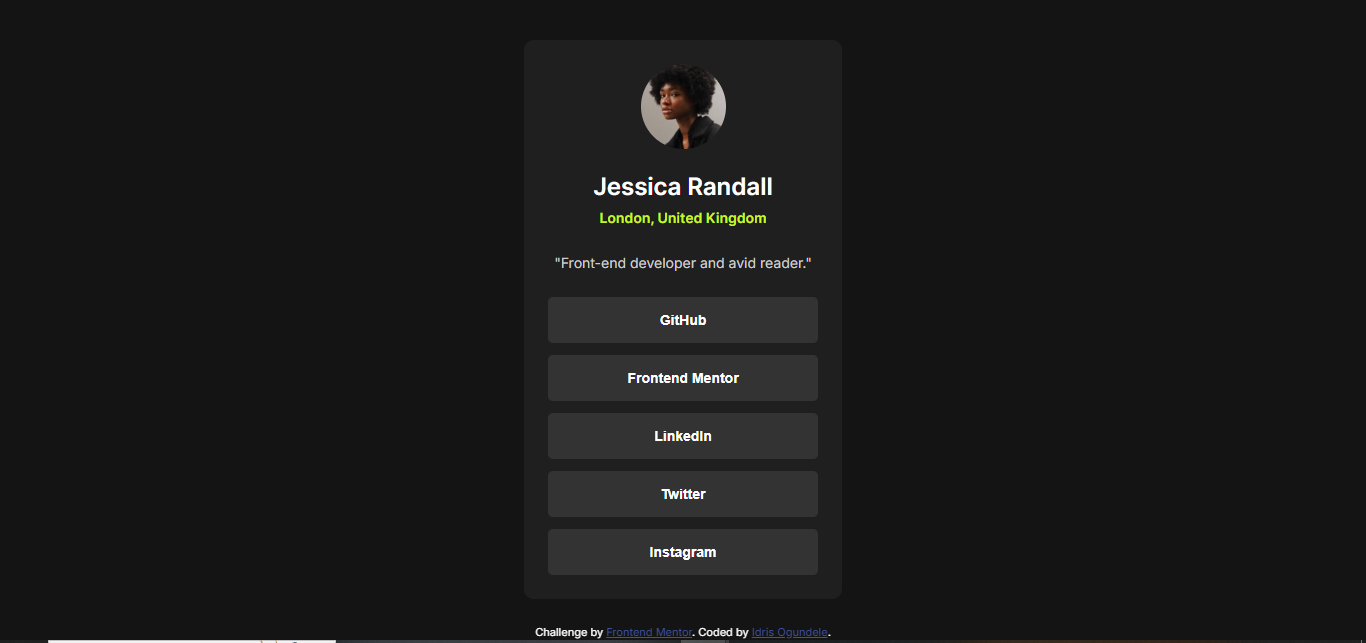 Jessica Randall
London, United Kingdom
"Front-end developer and avid reader."
GitHub
Frontend Mentor
LinkedIn
Twitter
Instagram
Challenge by Frontend Mentor. Coded by Idris Ogundele.